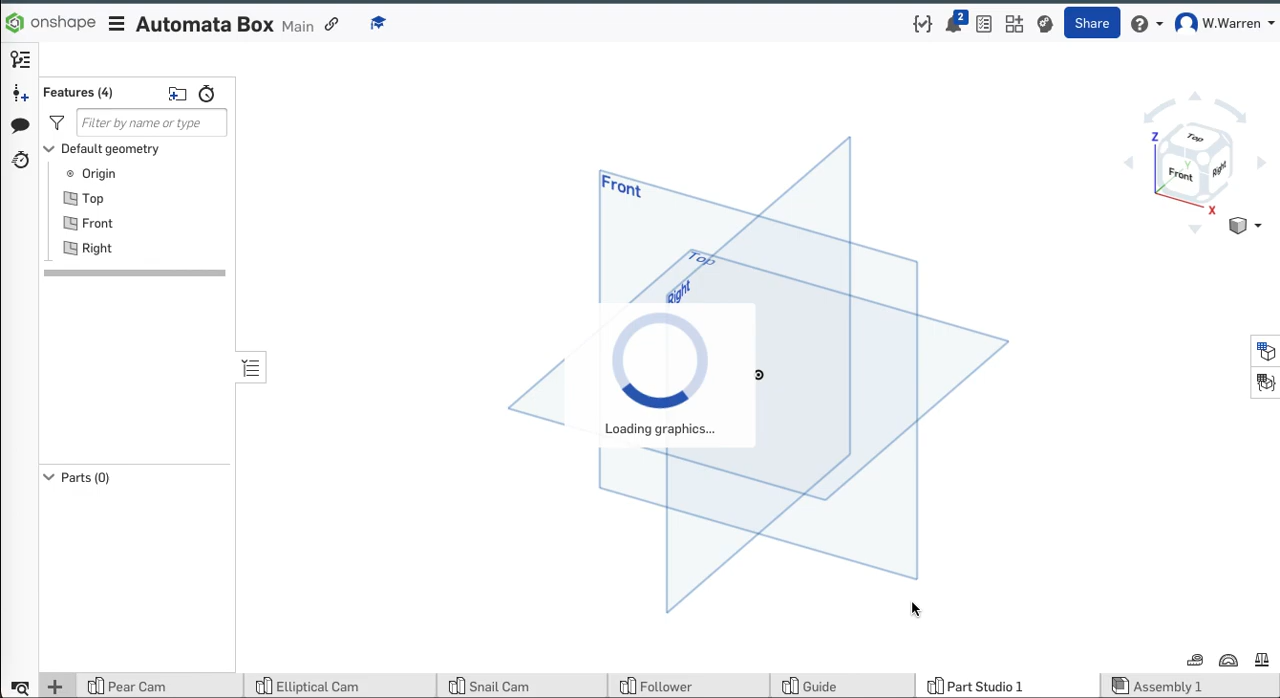 onshape Automata Box Main 2 Share W.Warren
Features (4)
Filter by name or type
Default geometry
Origin
Top
Front
Right
Parts (0)
Front
Top
Right
Loading graphics...
Top
Front
Right
Z
Y
X
Pear Cam Elliptical Cam Snail Cam Follower Guide Part Studio 1 Assembly 1